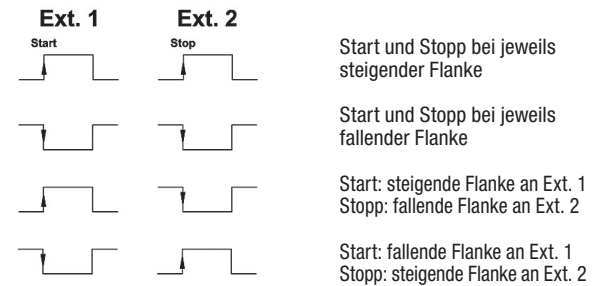 Ext. 1 Ext. 2
Start Stop
Start und Stopp bei jeweils
steigender Flanke
Start und Stopp bei jeweils
fallender Flanke
Start: steigende Flanke an Ext. 1
Stopp: fallende Flanke an Ext. 2
Start: fallende Flanke an Ext. 1
Stopp: steigende Flanke an Ext. 2